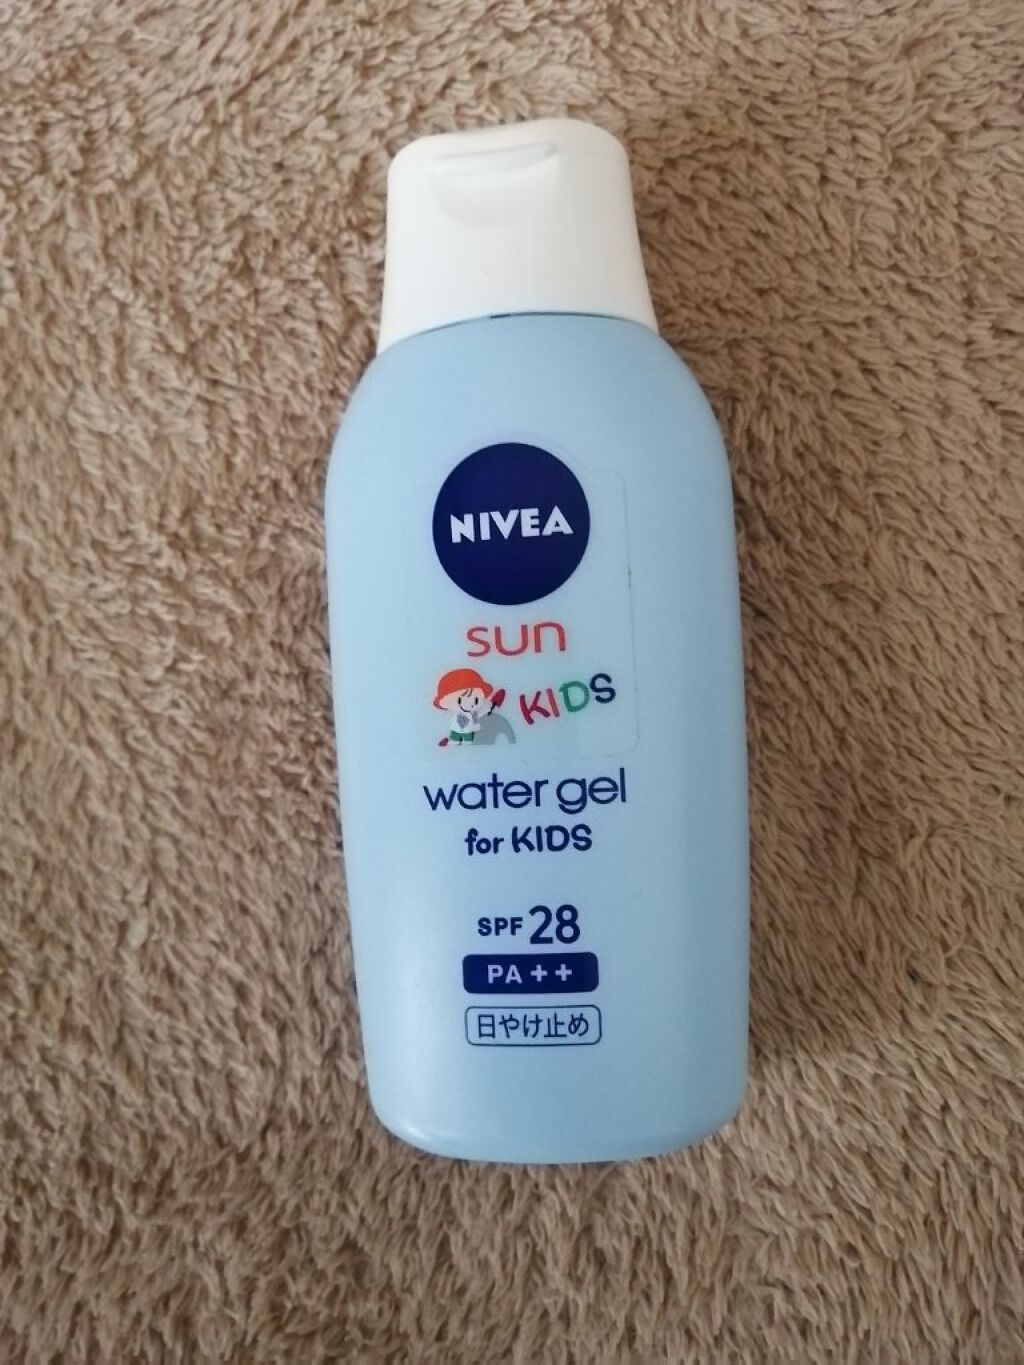 NIVEA
sun
KIDS
water gel
for KIDS
SPF 28
PA++
日やけ止め